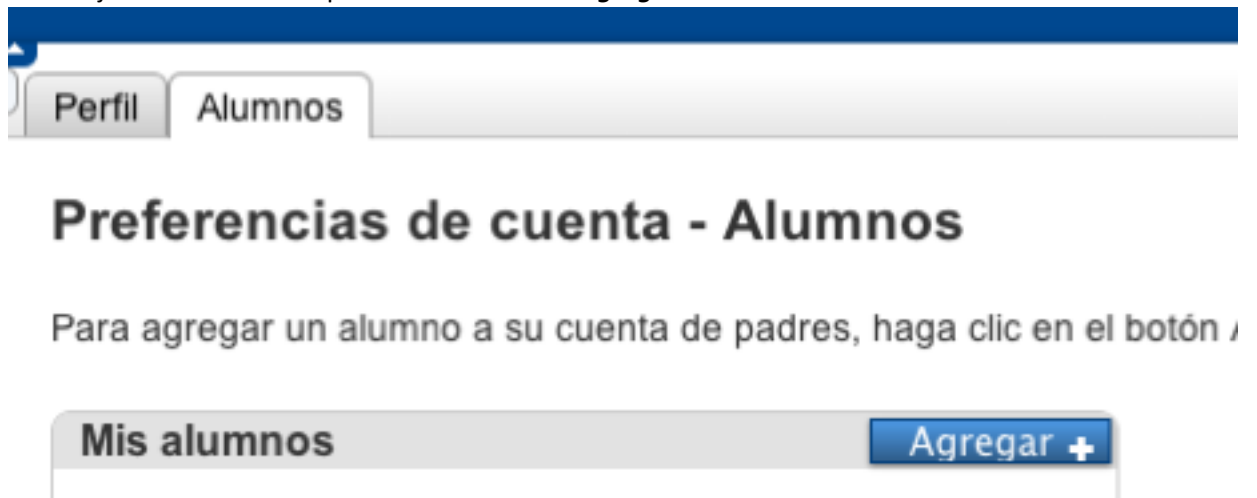 Perfil Alumnos
Preferencias de cuenta - Alumnos
Para agregar un alumno a su cuenta de padres, haga clic en el botón
Mis alumnos Agregar